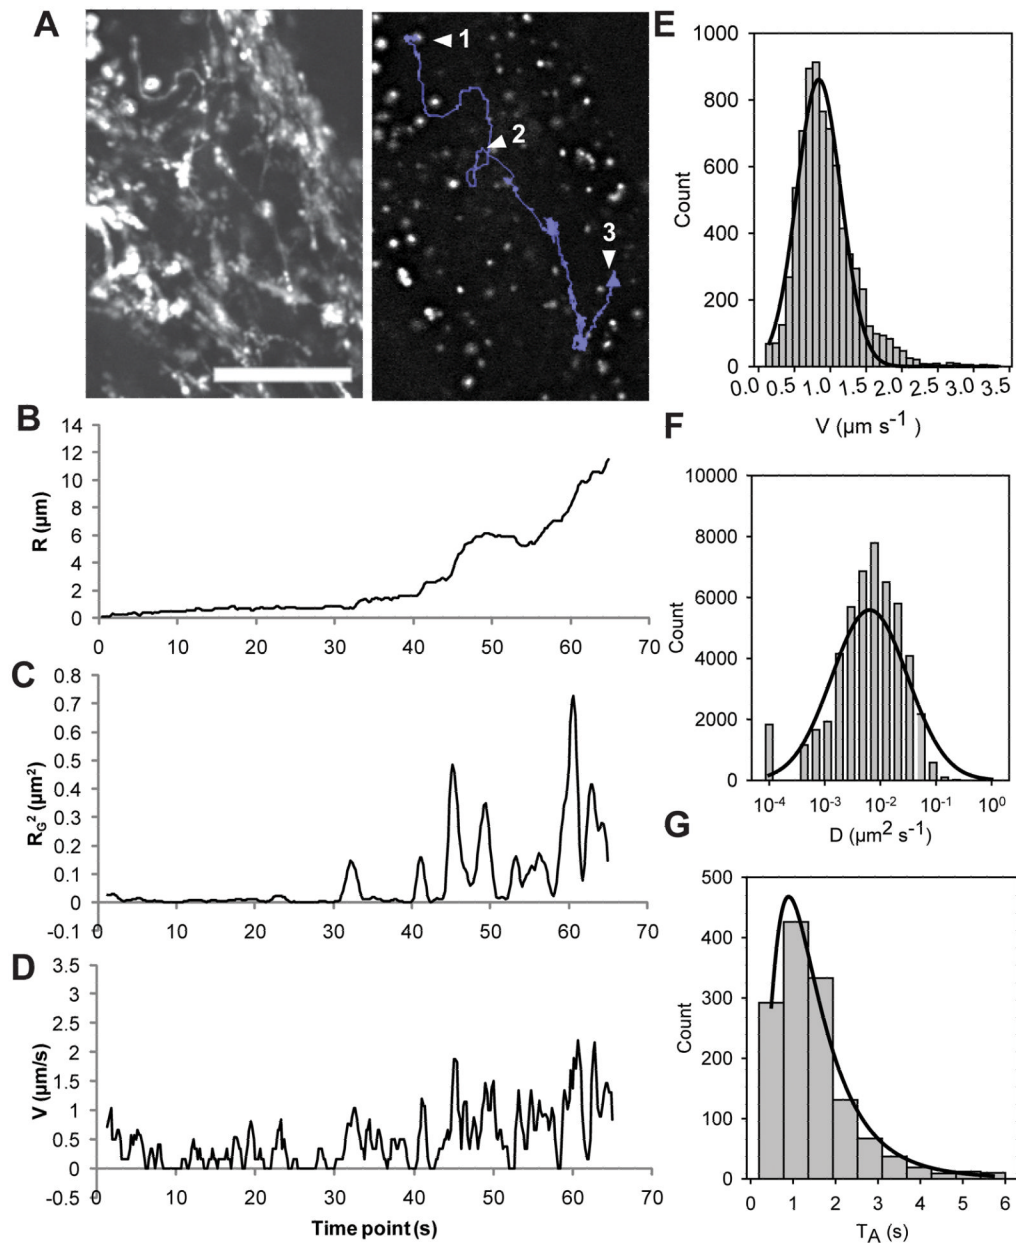 A
1
2
3
B
R (µm)
14
12
10
8
6
4
2
0
0 10 20 30 40 50 60 70
C
R_G² (µm²)
0.8
0.7
0.6
0.5
0.4
0.3
0.2
0.1
0
-0.1
0 10 20 30 40 50 60 70
D
V (µm/s)
3.5
3
2.5
2
1.5
1
0.5
0
-0.5
0 10 20 30 40 50 60 70
Time point (s)
E
Count
1000
800
600
400
200
0
0.0 0.5 1.0 1.5 2.0 2.5 3.0 3.5
V (µm s⁻¹ )
F
Count
10000
8000
6000
4000
2000
0
10⁻⁴ 10⁻³ 10⁻² 10⁻¹ 10⁰
D (µm² s⁻¹)
G
Count
500
400
300
200
100
0
0 1 2 3 4 5 6
T_A (s)